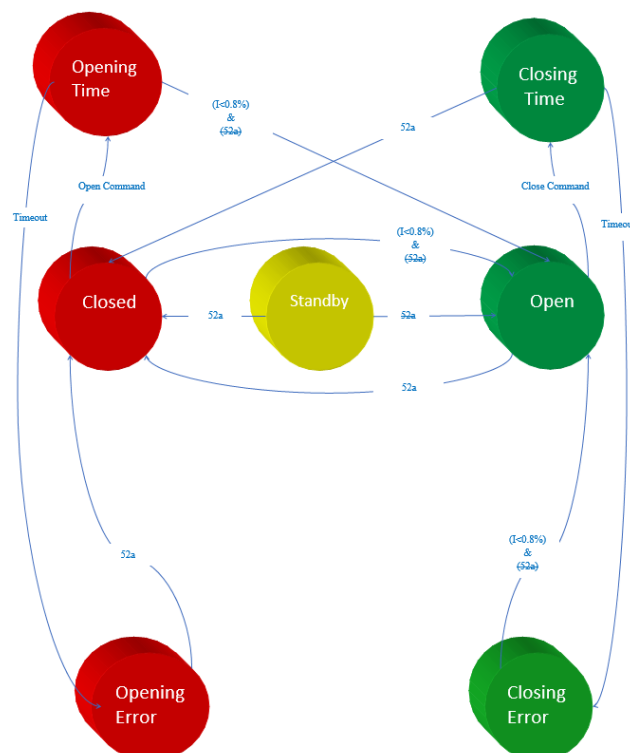 Opening
Time
Closing
Time
(I<0.8%)
&
(52a)
52a
Open Command
Close Command
Timeout
Timeout
(I<0.8%)
&
(52a)
Closed
Standby
Open
52a
52a
52a
(I<0.8%)
&
(52a)
52a
Opening
Error
Closing
Error